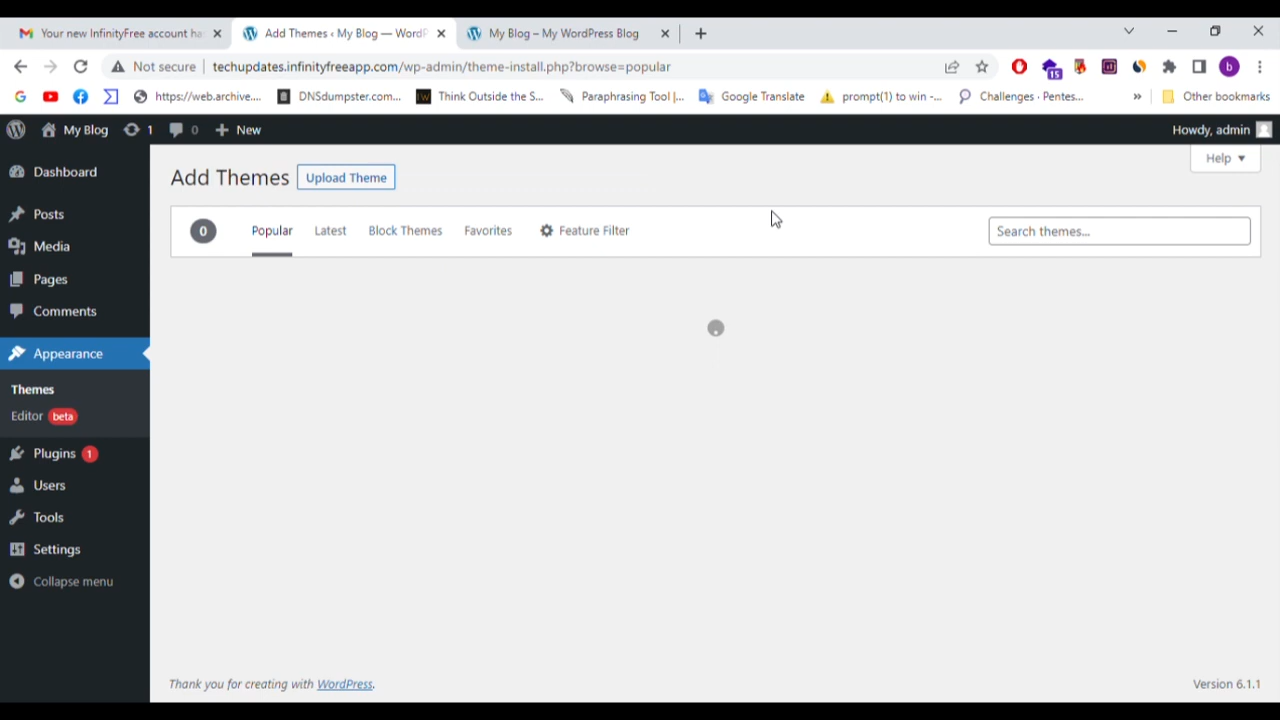 Your new InfinityFree account ha
Add Themes ‹ My Blog — WordP
My Blog – My WordPress Blog
Not secure
techupdates.infinityfreeapp.com/wp-admin/theme-install.php?browse=popular
15
b
https://web.archive....
DNSdumpster.com...
Think Outside the S...
Paraphrasing Tool |...
Google Translate
prompt(1) to win -...
Challenges · Pentes...
»
Other bookmarks
My Blog
1
0
New
Howdy, admin
Dashboard
Posts
Media
Pages
Comments
Appearance
Themes
Editor beta
Plugins 1
Users
Tools
Settings
Collapse menu
Help
Add Themes
Upload Theme
0
Popular
Latest
Block Themes
Favorites
Feature Filter
Search themes...
Thank you for creating with WordPress.
Version 6.1.1